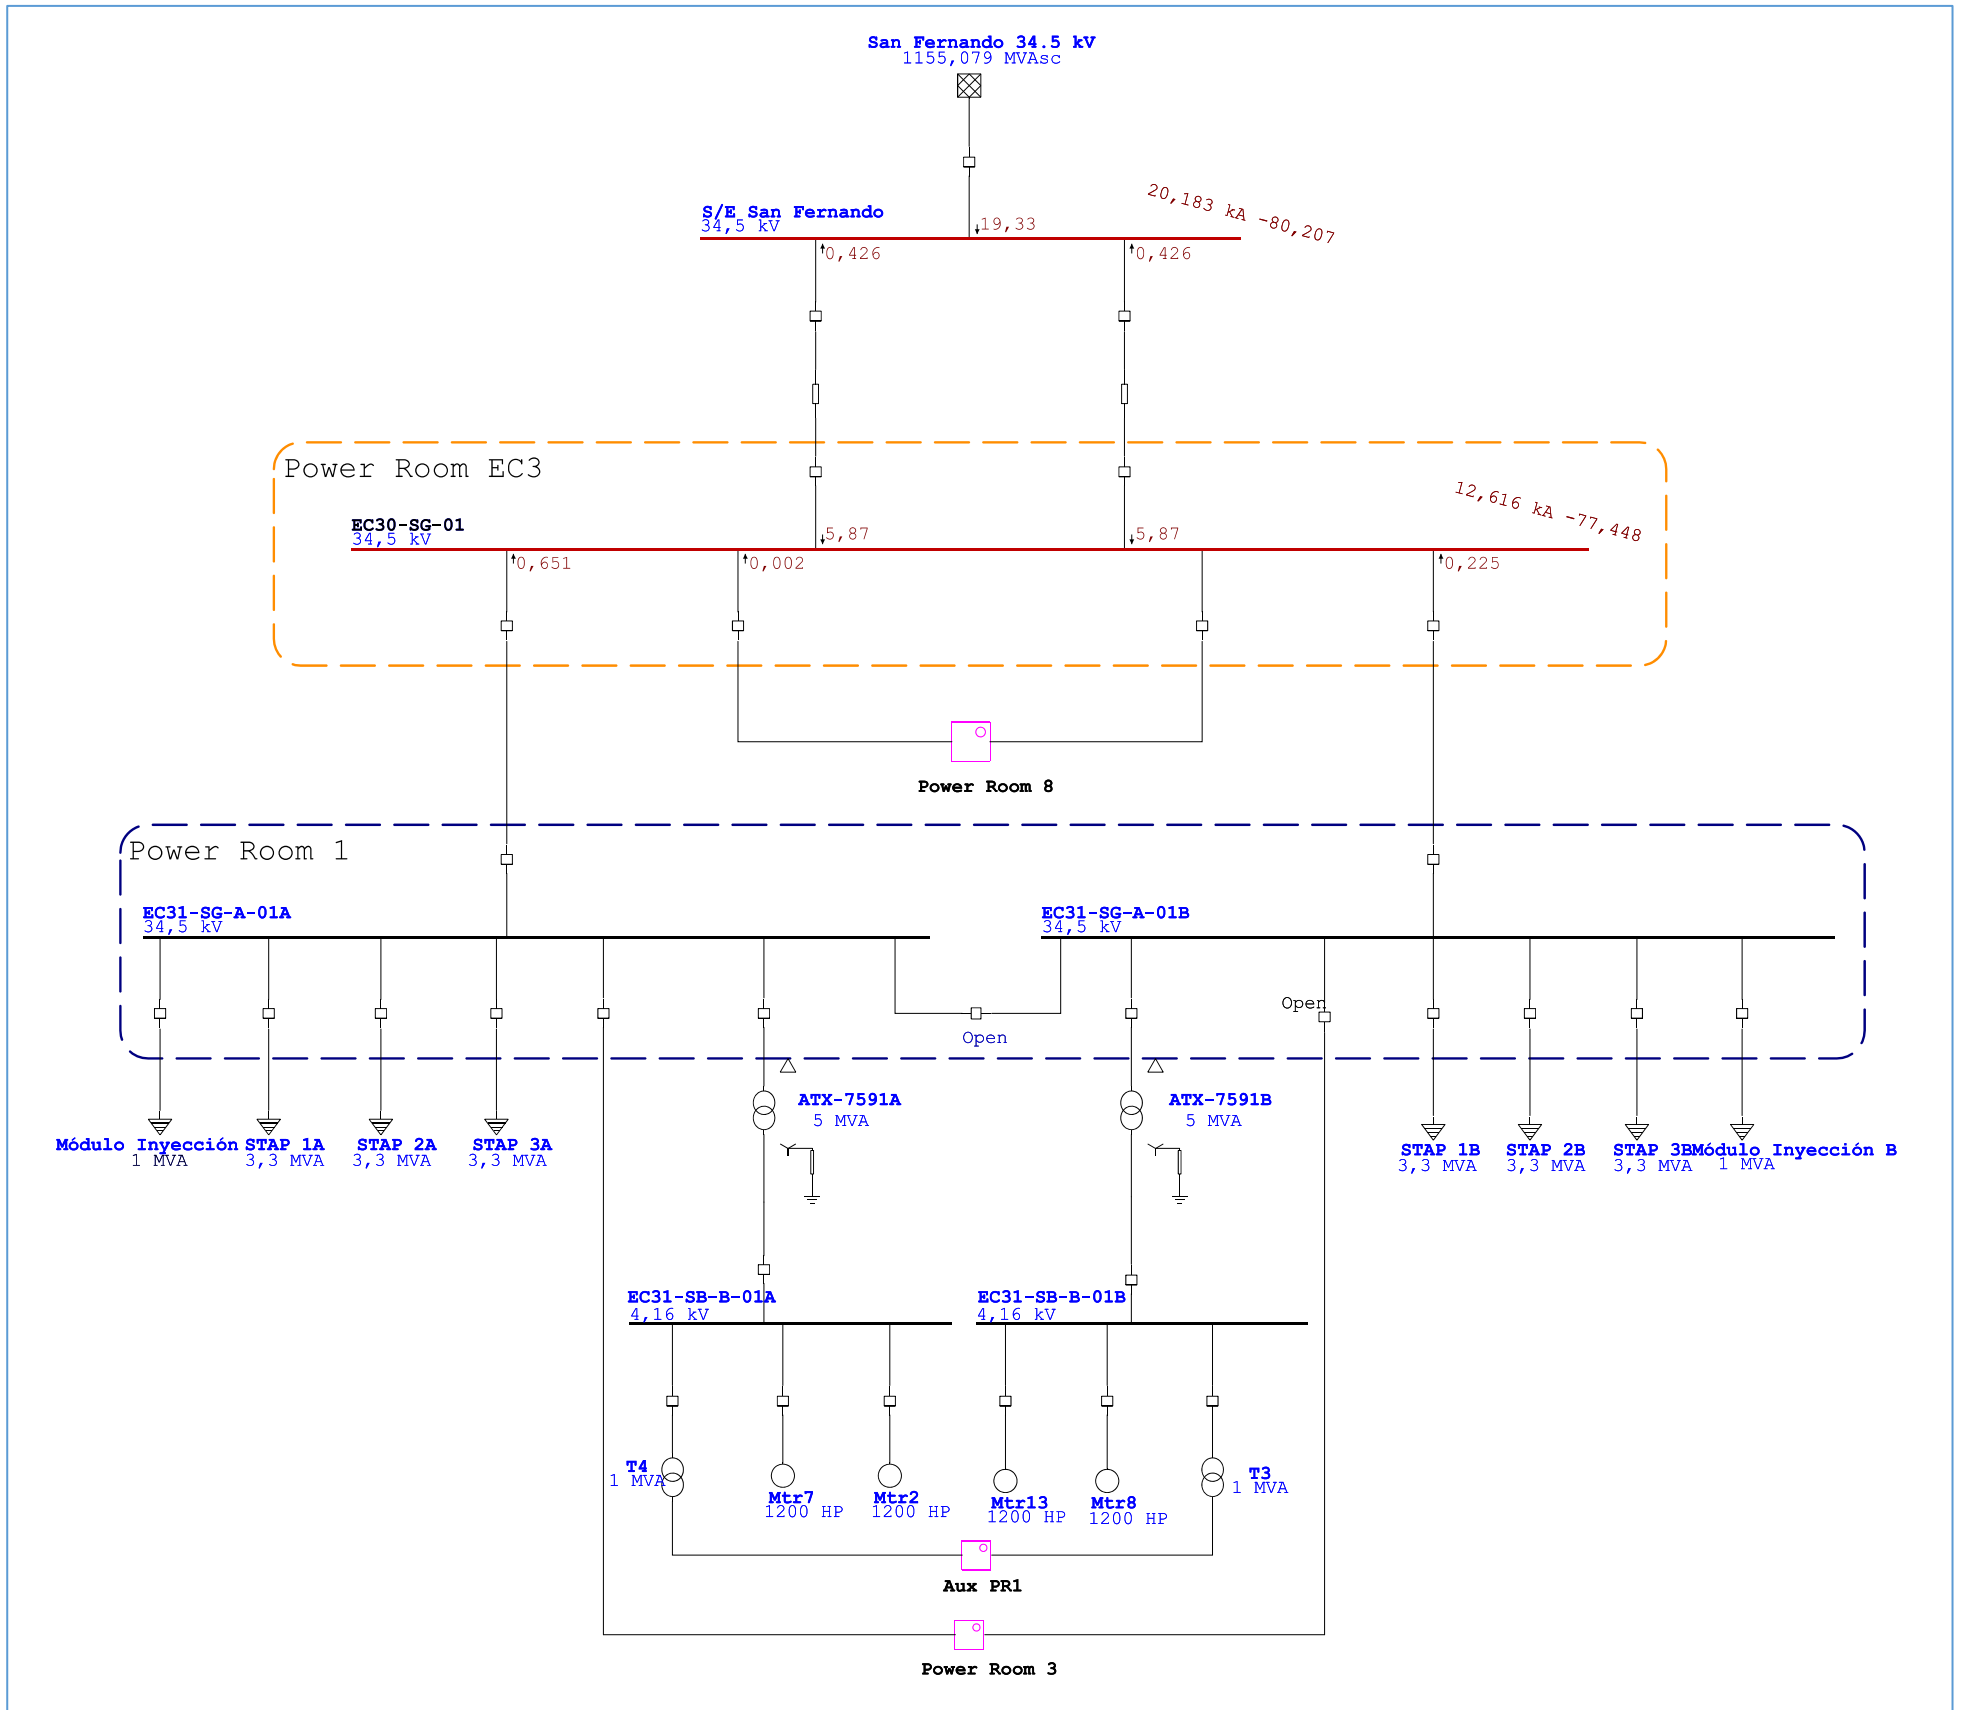 San Fernando 34.5 kV
1155,079 MVAsc
20,183 kA -80,207
S/E San Fernando
34,5 kV
19,33
0,426
0,426
Power Room EC3
12,616 kA -77,448
EC30-SG-01
34,5 kV
5,87
5,87
0,651
0,002
0,225
Power Room 8
Power Room 1
EC31-SG-A-01A
34,5 kV
EC31-SG-A-01B
34,5 kV
Open
Open
ATX-7591A
5 MVA
ATX-7591B
5 MVA
Módulo Inyección
1 MVA
STAP 1A
3,3 MVA
STAP 2A
3,3 MVA
STAP 3A
3,3 MVA
STAP 1B
3,3 MVA
STAP 2B
3,3 MVA
STAP 3B
3,3 MVA
Módulo Inyección B
1 MVA
EC31-SB-B-01A
4,16 kV
EC31-SB-B-01B
4,16 kV
T4
1 MVA
Mtr7
1200 HP
Mtr2
1200 HP
Mtr13
1200 HP
Mtr8
1200 HP
T3
1 MVA
Aux PR1
Power Room 3